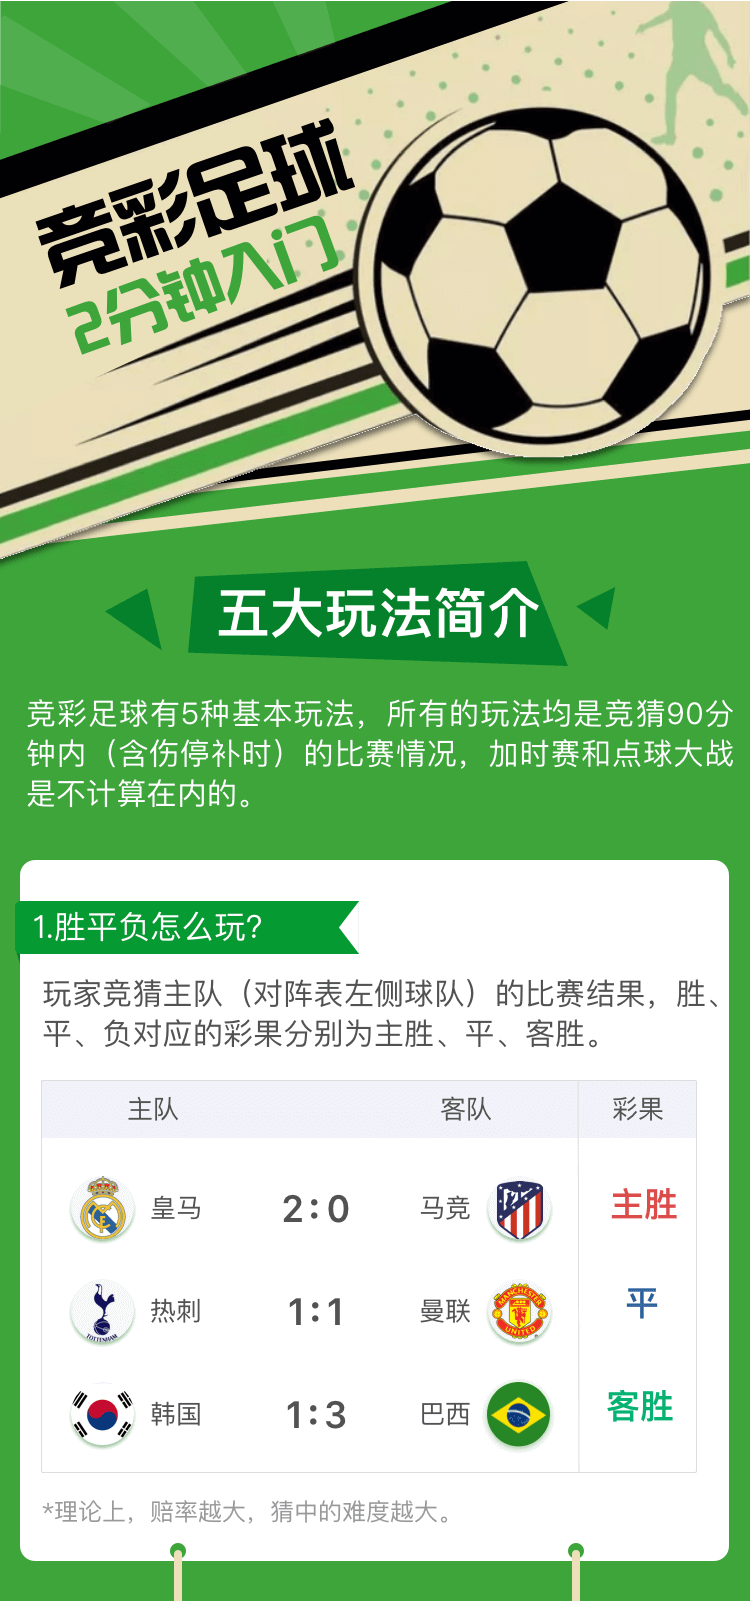 竞彩足球
2分钟入门
五大玩法简介
竞彩足球有5种基本玩法，所有的玩法均是竞猜90分
钟内（含伤停补时）的比赛情况，加时赛和点球大战
是不计算在内的。
1.胜平负怎么玩?
玩家竞猜主队（对阵表左侧球队）的比赛结果，胜、
平、负对应的彩果分别为主胜、平、客胜。
主队 客队 彩果
皇马 2:0 马竞 主胜
TOTTENHAM 热刺 1:1 曼联 MANCHESTER UNITED 平
韩国 1:3 巴西 客胜
*理论上，赔率越大，猜中的难度越大。